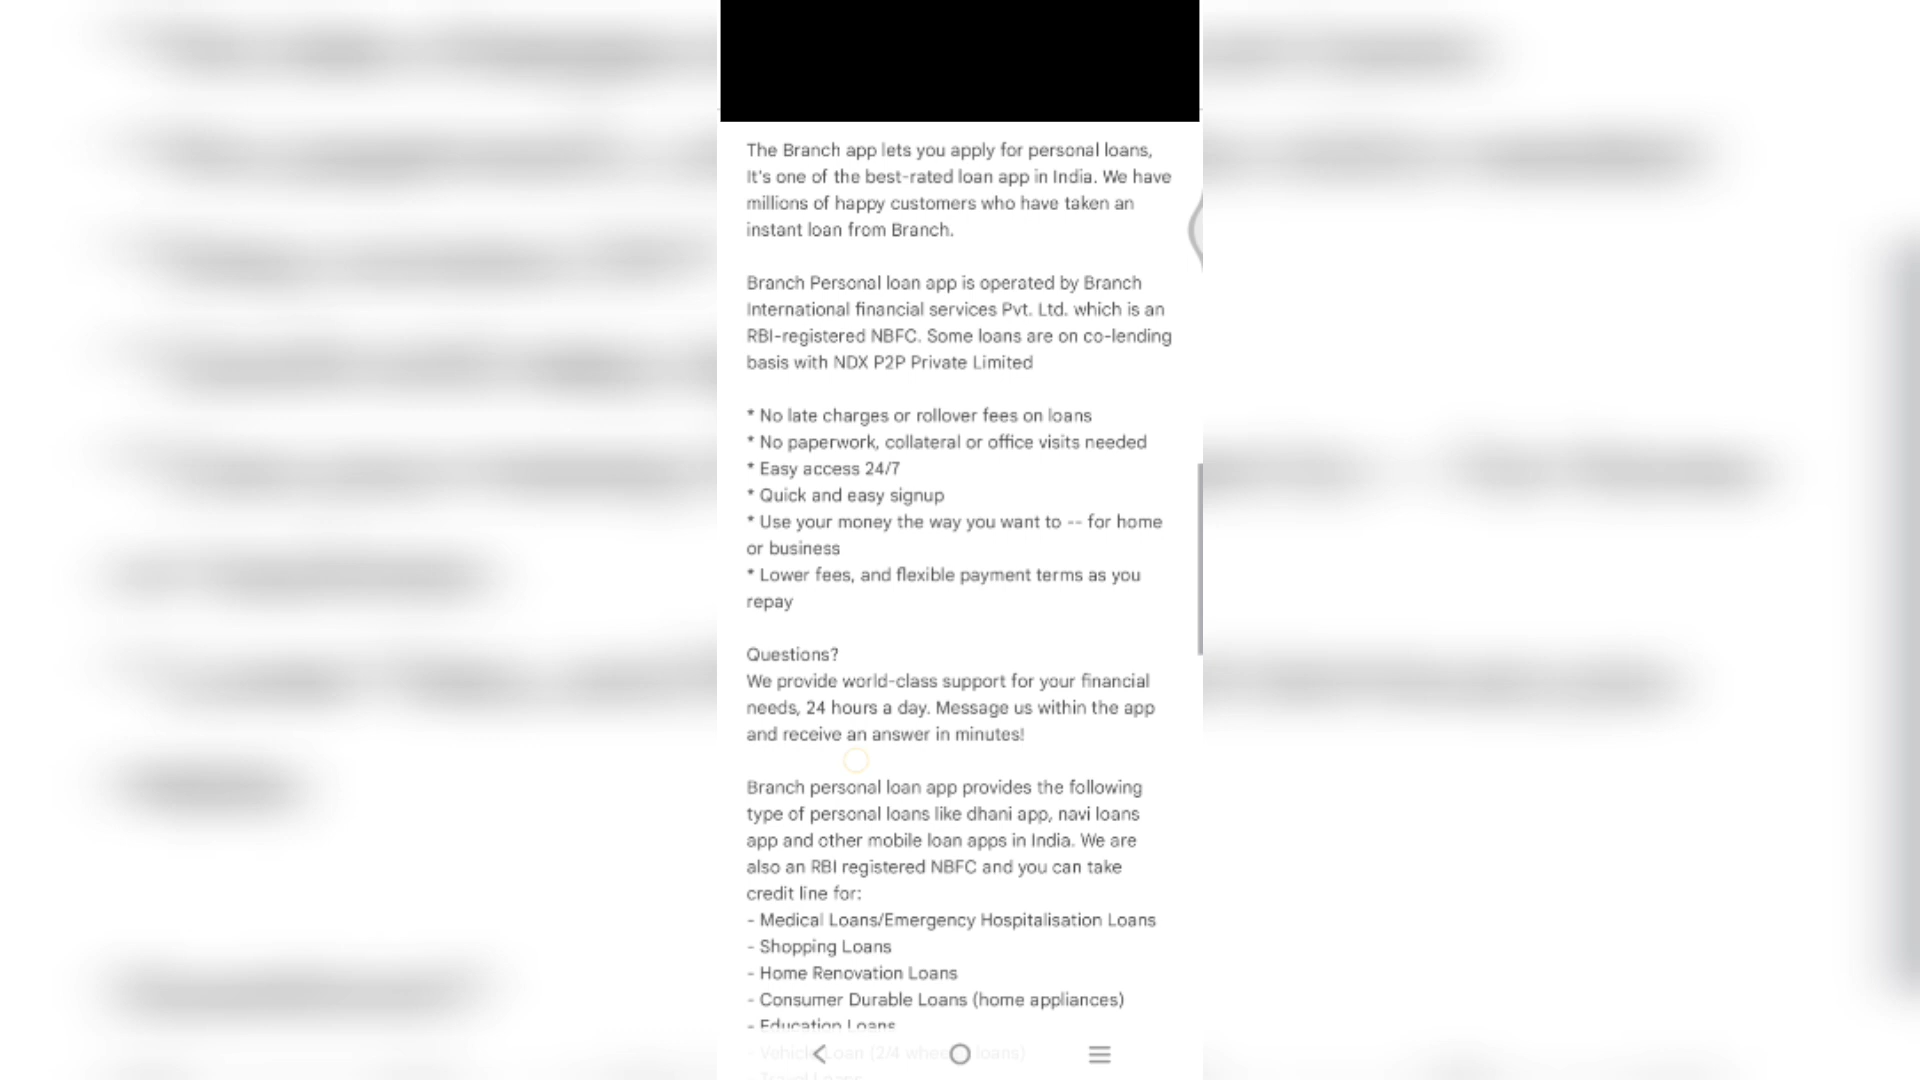 The Branch app lets you apply for personal loans,
It's one of the best-rated loan app in India. We have
millions of happy customers who have taken an
instant loan from Branch.
Branch Personal loan app is operated by Branch
International financial services Pvt. Ltd. which is an
RBI-registered NBFC. Some loans are on co-lending
basis with NDX P2P Private Limited
* No late charges or rollover fees on loans
* No paperwork, collateral or office visits needed
* Easy access 24/7
* Quick and easy signup
* Use your money the way you want to -- for home
or business
* Lower fees, and flexible payment terms as you
repay
Questions?
We provide world-class support for your financial
needs, 24 hours a day. Message us within the app
and receive an answer in minutes!
Branch personal loan app provides the following
type of personal loans like dhani app, navi loans
app and other mobile loan apps in India. We are
also an RBI registered NBFC and you can take
credit line for:
- Medical Loans/Emergency Hospitalisation Loans
- Shopping Loans
- Home Renovation Loans
- Consumer Durable Loans (home appliances)
- Education Loans
- Vehicle Loan (2/4 wheeler loans)